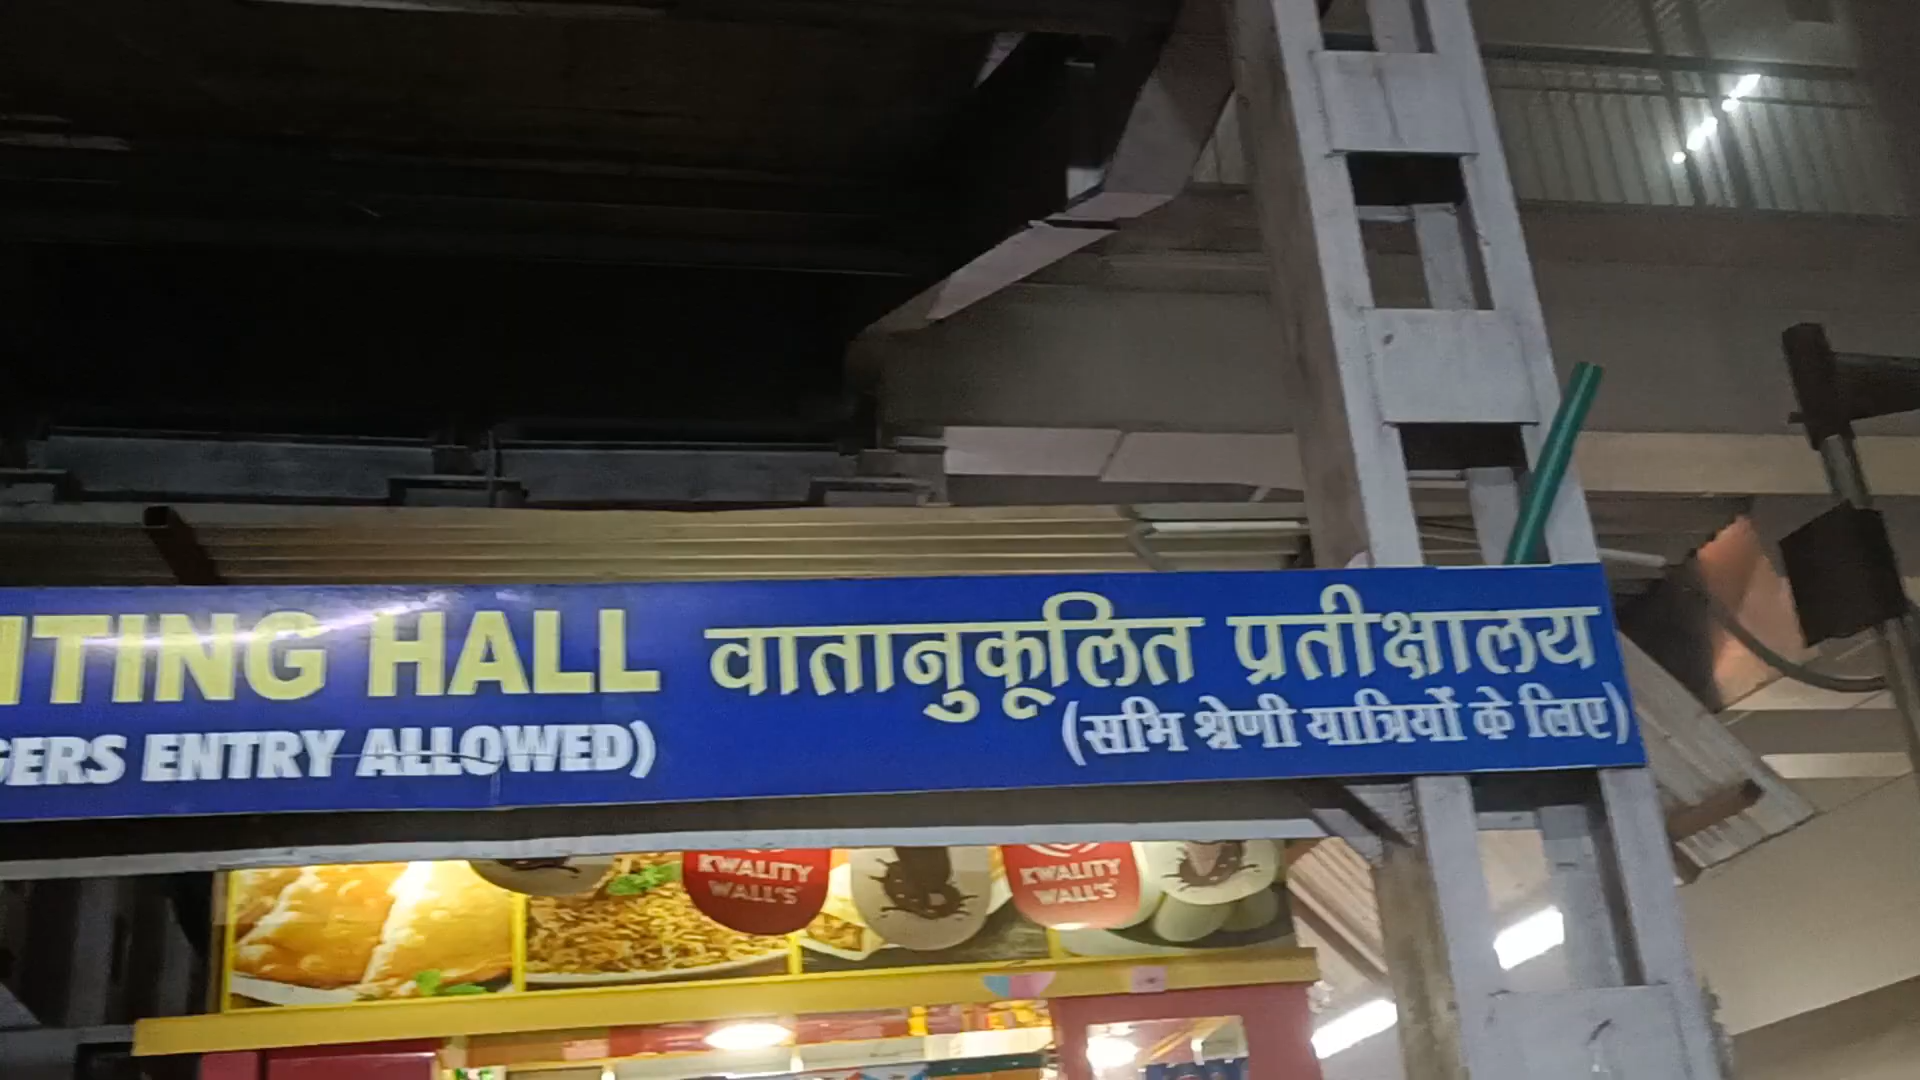 ITING HALL वातानुकूलित प्रतीक्षालय
GERS ENTRY ALLOWED) (सभि श्रेणी यात्रियों के लिए)
KWALITY WALL'S
KWALITY WALL'S